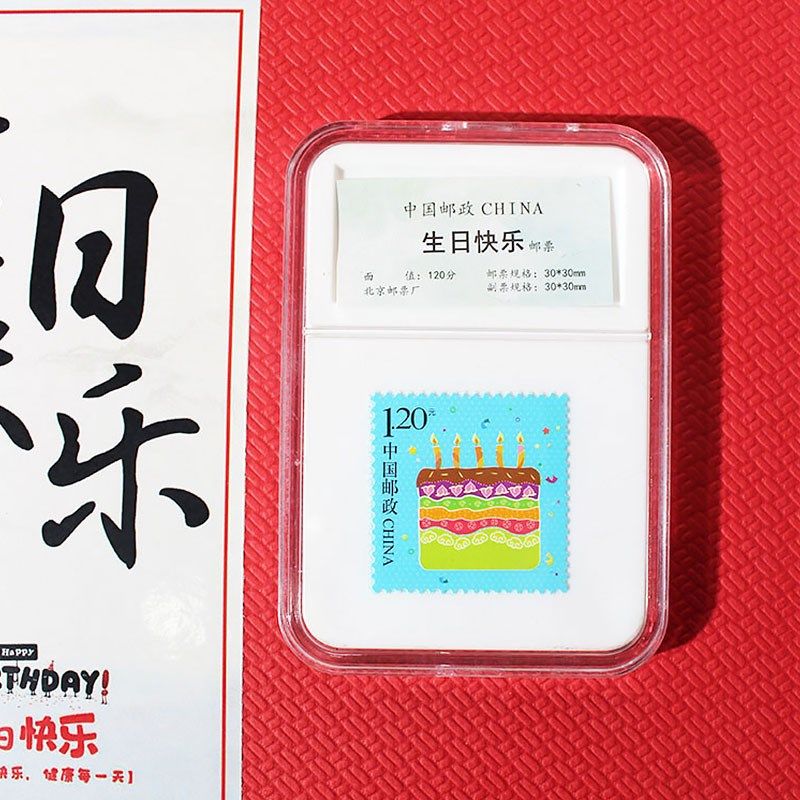 日
乐
HAPPY
THDAY!
日快乐
快乐，健康每一天】
中国邮政 CHINA
生日快乐邮票
面 值：120分 邮票规格：30*30mm
北京邮票厂 副票规格：30*30mm
1.20元
中国邮政 CHINA